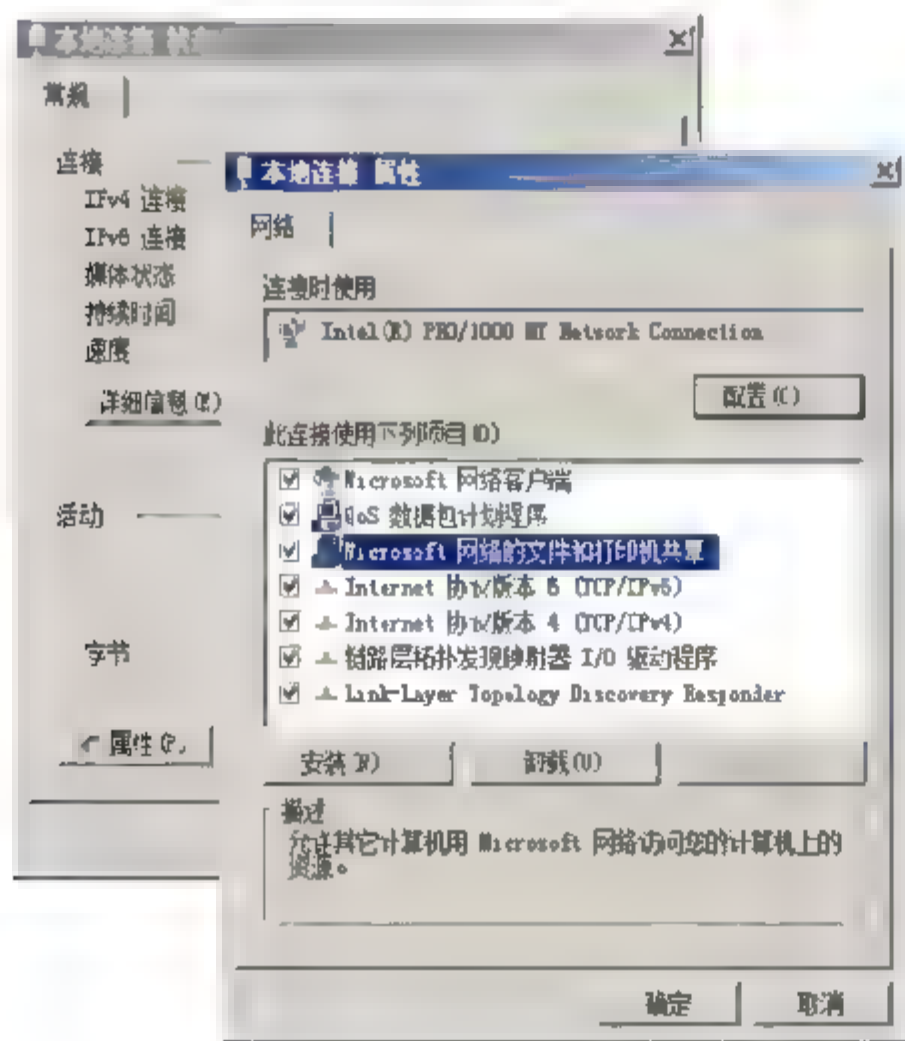 本地连接 状态
常规
连接
IPv4 连接
IPv6 连接
媒体状态
持续时间
速度
详细信息(E)
活动
字节
属性(P)
本地连接 属性
网络
连接时使用
Intel(R) PRO/1000 MT Network Connection
配置(C)
此连接使用下列项目(O)
Microsoft 网络客户端
QoS 数据包计划程序
Microsoft 网络的文件和打印机共享
Internet 协议版本 6 (TCP/IPv6)
Internet 协议版本 4 (TCP/IPv4)
链路层拓扑发现映射器 I/O 驱动程序
Link-Layer Topology Discovery Responder
安装(N)
卸载(U)
描述
允许其它计算机用 Microsoft 网络访问您的计算机上的
资源。
确定
取消